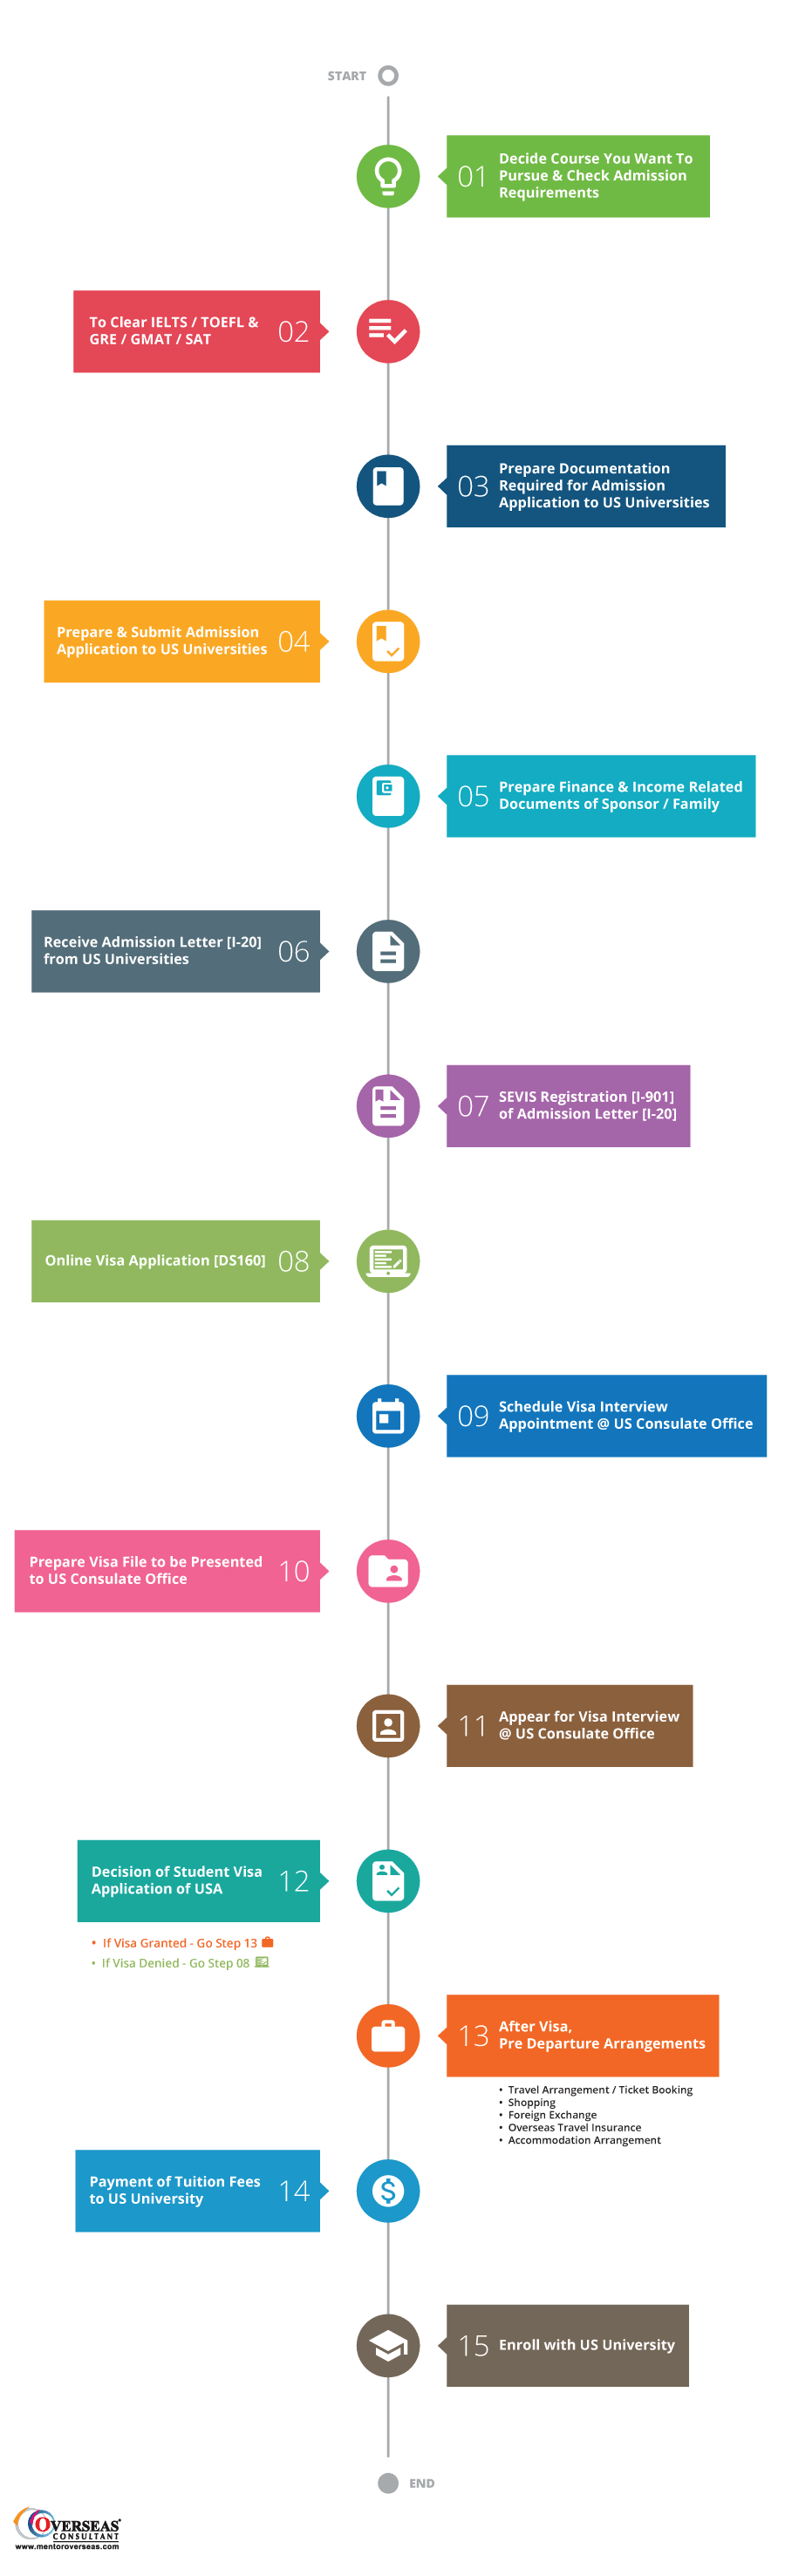 START
01
Decide Course You Want To
Pursue & Check Admission
Requirements
To Clear IELTS / TOEFL &
GRE / GMAT / SAT
02
03
Prepare Documentation
Required for Admission
Application to US Universities
Prepare & Submit Admission
Application to US Universities
04
05
Prepare Finance & Income Related
Documents of Sponsor / Family
Receive Admission Letter [I-20]
from US Universities
06
07
SEVIS Registration [I-901]
of Admission Letter [I-20]
Online Visa Application [DS160]
08
09
Schedule Visa Interview
Appointment @ US Consulate Office
Prepare Visa File to be Presented
to US Consulate Office
10
11
Appear for Visa Interview
@ US Consulate Office
Decision of Student Visa
Application of USA
12
• If Visa Granted - Go Step 13
• If Visa Denied - Go Step 08
13
After Visa,
Pre Departure Arrangements
• Travel Arrangement / Ticket Booking
• Shopping
• Foreign Exchange
• Overseas Travel Insurance
• Accommodation Arrangement
Payment of Tuition Fees
to US University
14
$
15
Enroll with US University
END
OVERSEAS
CONSULTANT
www.mentoroverseas.com